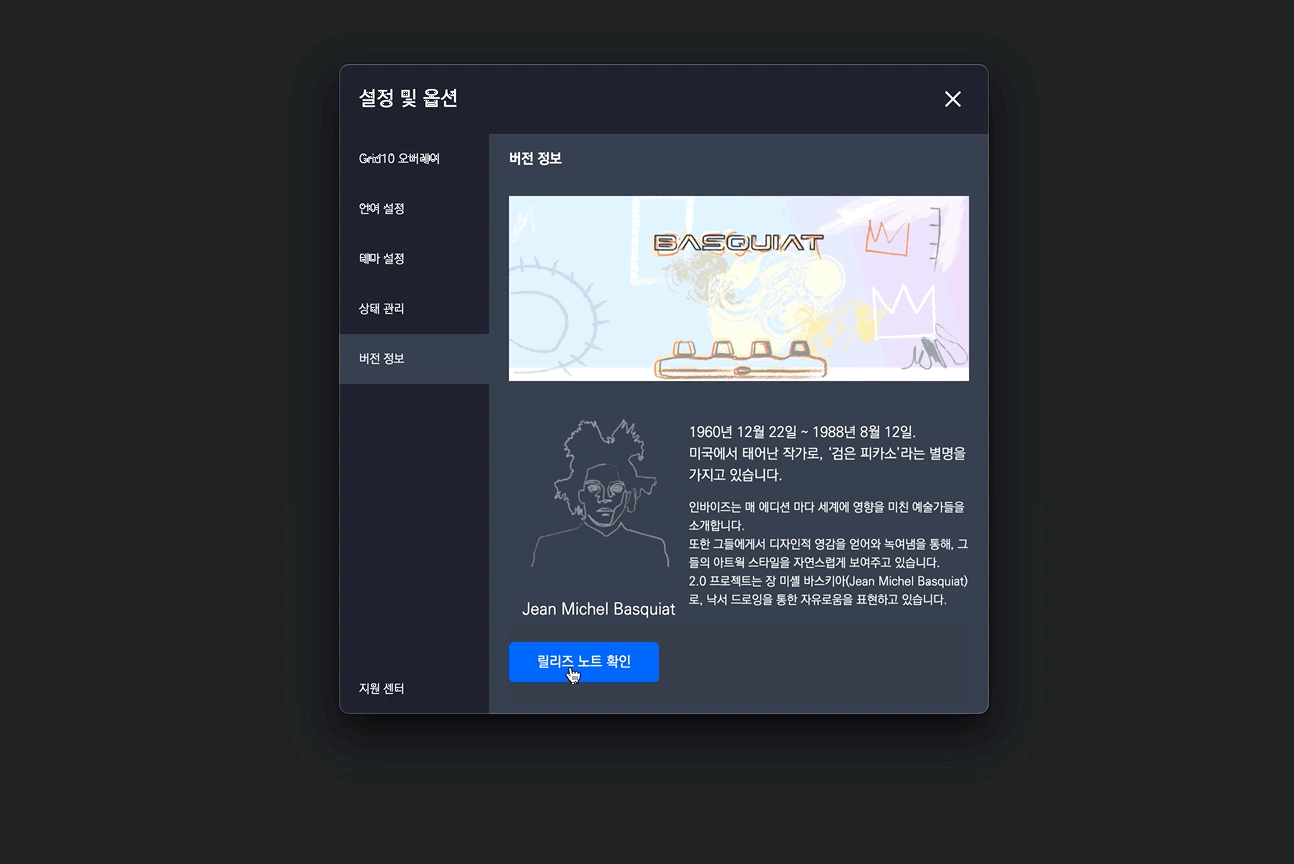 설정 및 옵션
Grid10 오버레이
언어 설정
테마 설정
상태 관리
버전 정보
지원 센터
버전 정보
BASQUIAT
1960년 12월 22일 ~ 1988년 8월 12일.
미국에서 태어난 작가로, ‘검은 피카소’라는 별명을
가지고 있습니다.
인바이즈는 매 에디션 마다 세계에 영향을 미친 예술가들을
소개합니다.
또한 그들에게서 디자인적 영감을 얻어와 녹여냄을 통해, 그
들의 아트웍 스타일을 자연스럽게 보여주고 있습니다.
2.0 프로젝트는 장 미셸 바스키아(Jean Michel Basquiat)
로, 낙서 드로잉을 통한 자유로움을 표현하고 있습니다.
Jean Michel Basquiat
릴리즈 노트 확인